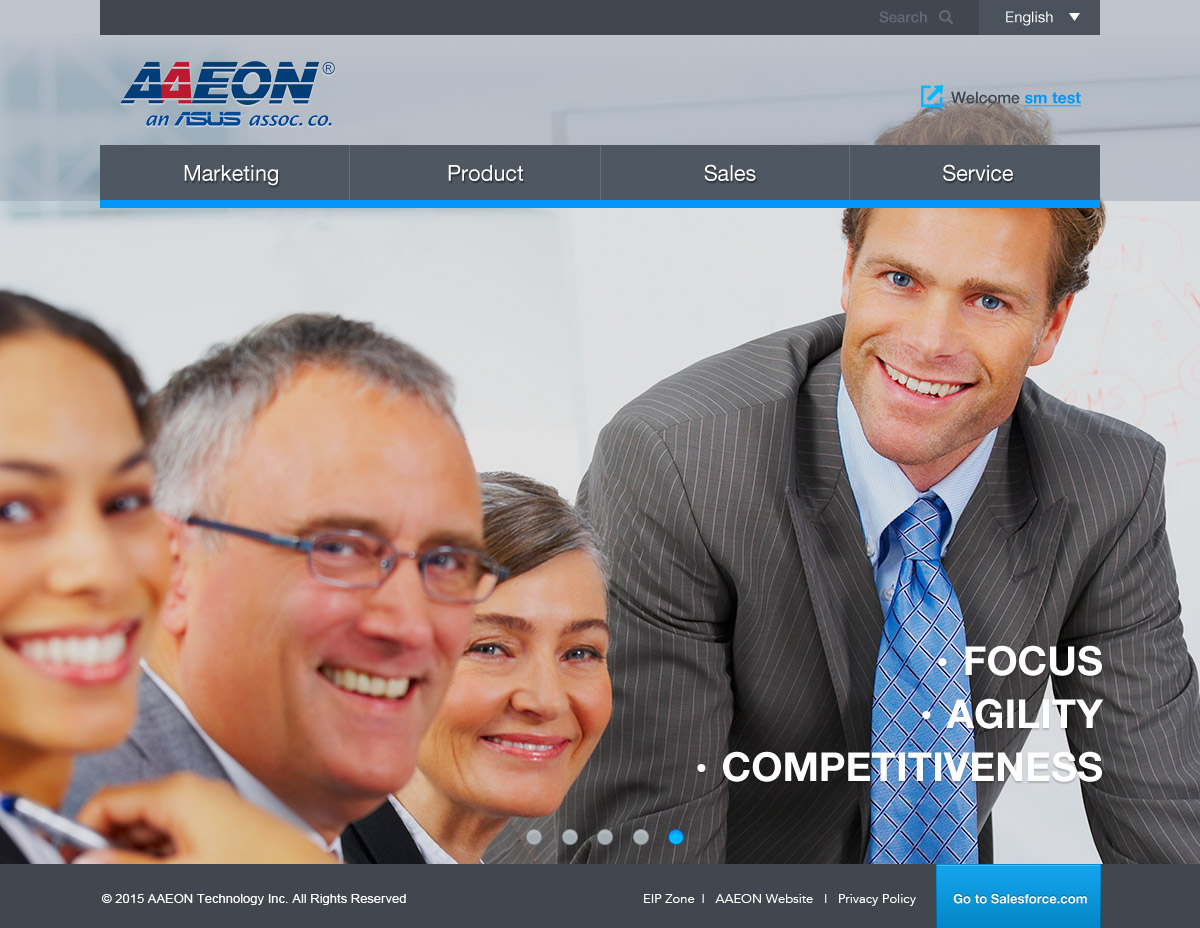 Search
English
AAEON®
an ASUS assoc. co.
Welcome sm test
Marketing
Product
Sales
Service
• FOCUS
• AGILITY
• COMPETITIVENESS
© 2015 AAEON Technology Inc. All Rights Reserved
EIP Zone | AAEON Website | Privacy Policy
Go to Salesforce.com